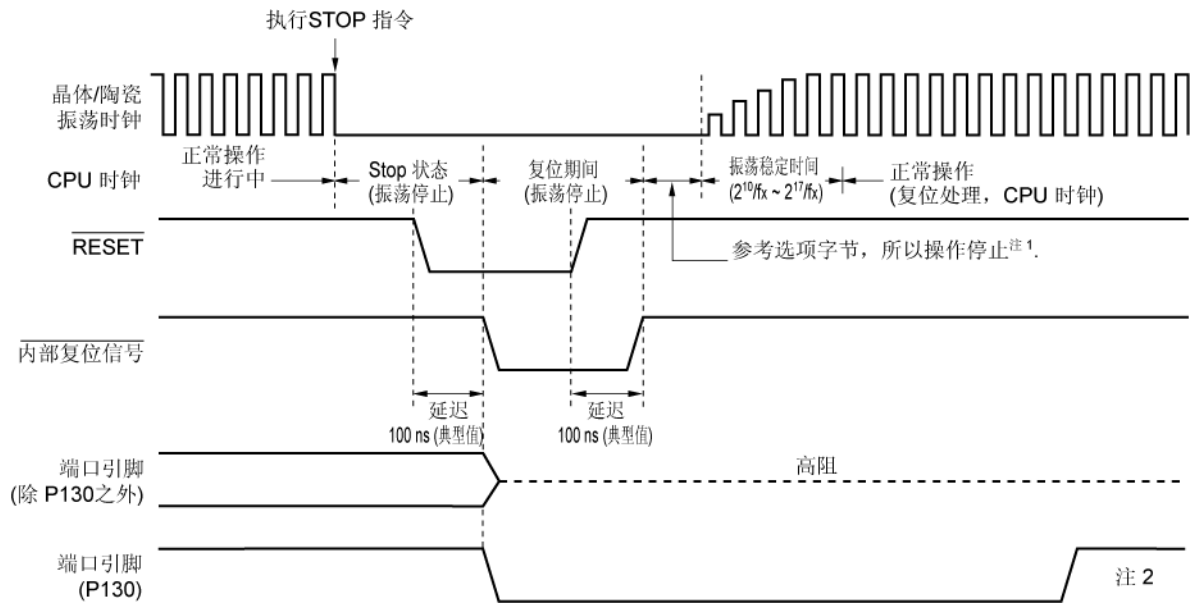 执行STOP 指令
晶体/陶瓷
振荡时钟
正常操作
进行中
CPU 时钟
Stop 状态
(振荡停止)
复位期间
(振荡停止)
振荡稳定时间
(2¹⁰/fx ~ 2¹⁷/fx)
正常操作
(复位处理，CPU 时钟)
RESET
参考选项字节，所以操作停止注 1.
内部复位信号
延迟
100 ns (典型值)
延迟
100 ns (典型值)
端口引脚
(除 P130之外)
高阻
端口引脚
(P130)
注 2